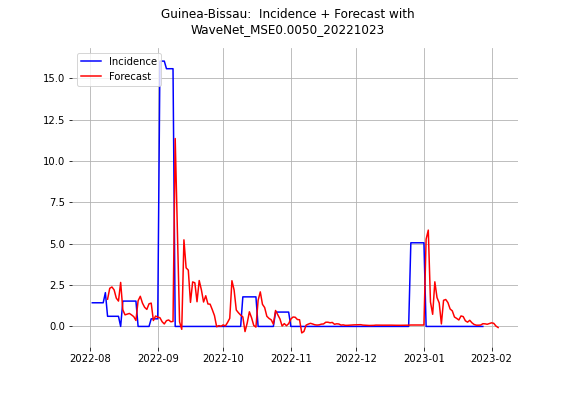 Guinea-Bissau:  Incidence + Forecast with
WaveNet_MSE0.0050_20221023
Incidence
Forecast
15.0
12.5
10.0
7.5
5.0
2.5
0.0
2022-08 2022-09 2022-10 2022-11 2022-12 2023-01 2023-02